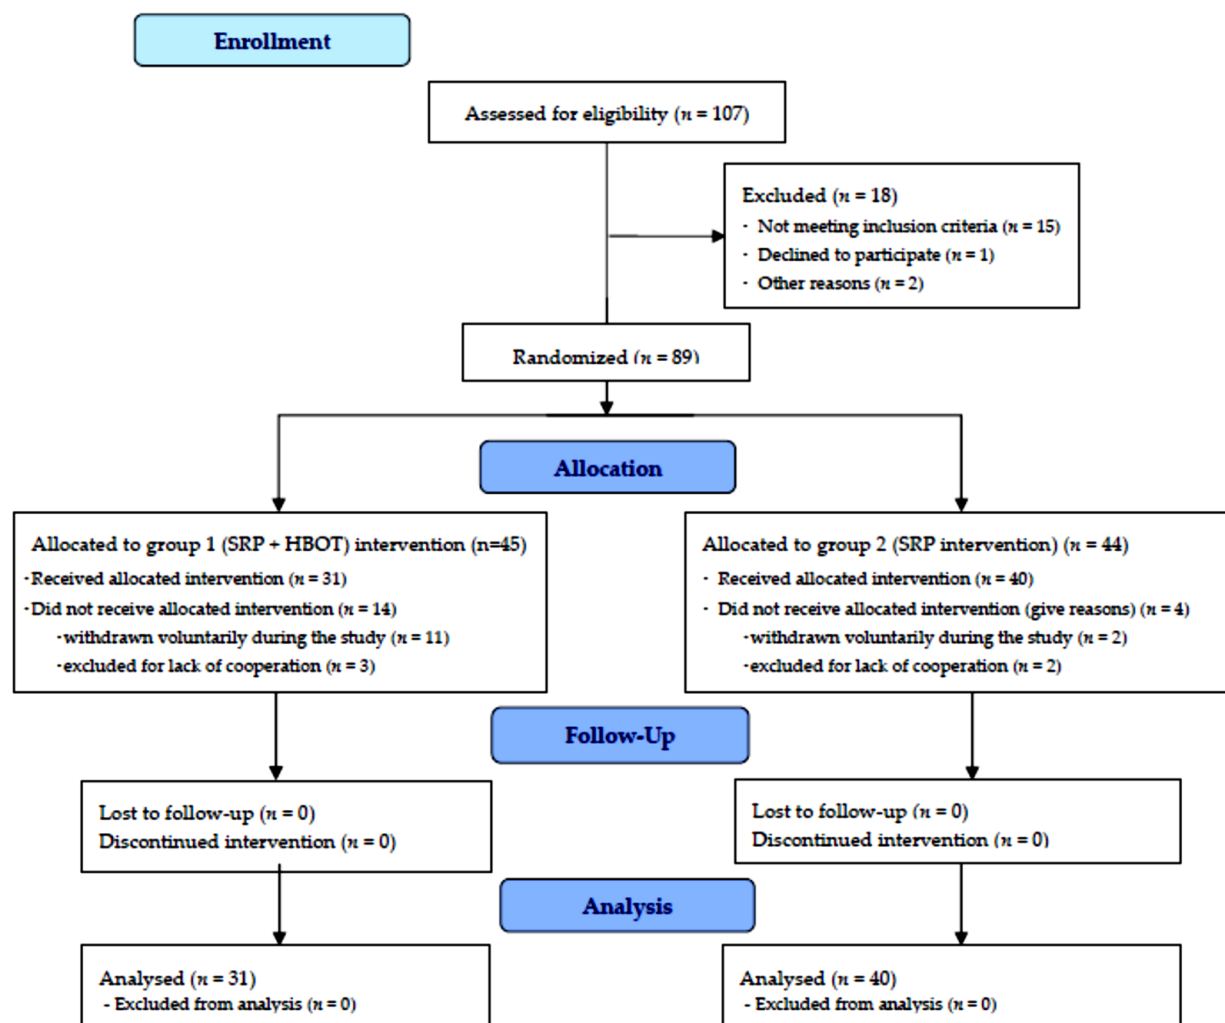 Enrollment
Assessed for eligibility (n = 107)
Excluded (n = 18)
· Not meeting inclusion criteria (n = 15)
· Declined to participate (n = 1)
· Other reasons (n = 2)
Randomized (n = 89)
Allocation
Allocated to group 1 (SRP + HBOT) intervention (n=45)
·Received allocated intervention (n = 31)
·Did not receive allocated intervention (n = 14)
-withdrawn voluntarily during the study (n = 11)
-excluded for lack of cooperation (n = 3)
Allocated to group 2 (SRP intervention) (n = 44)
· Received allocated intervention (n = 40)
· Did not receive allocated intervention (give reasons) (n = 4)
-withdrawn voluntarily during the study (n = 2)
-excluded for lack of cooperation (n = 2)
Follow-Up
Lost to follow-up (n = 0)
Discontinued intervention (n = 0)
Lost to follow-up (n = 0)
Discontinued intervention (n = 0)
Analysis
Analysed (n = 31)
- Excluded from analysis (n = 0)
Analysed (n = 40)
- Excluded from analysis (n = 0)